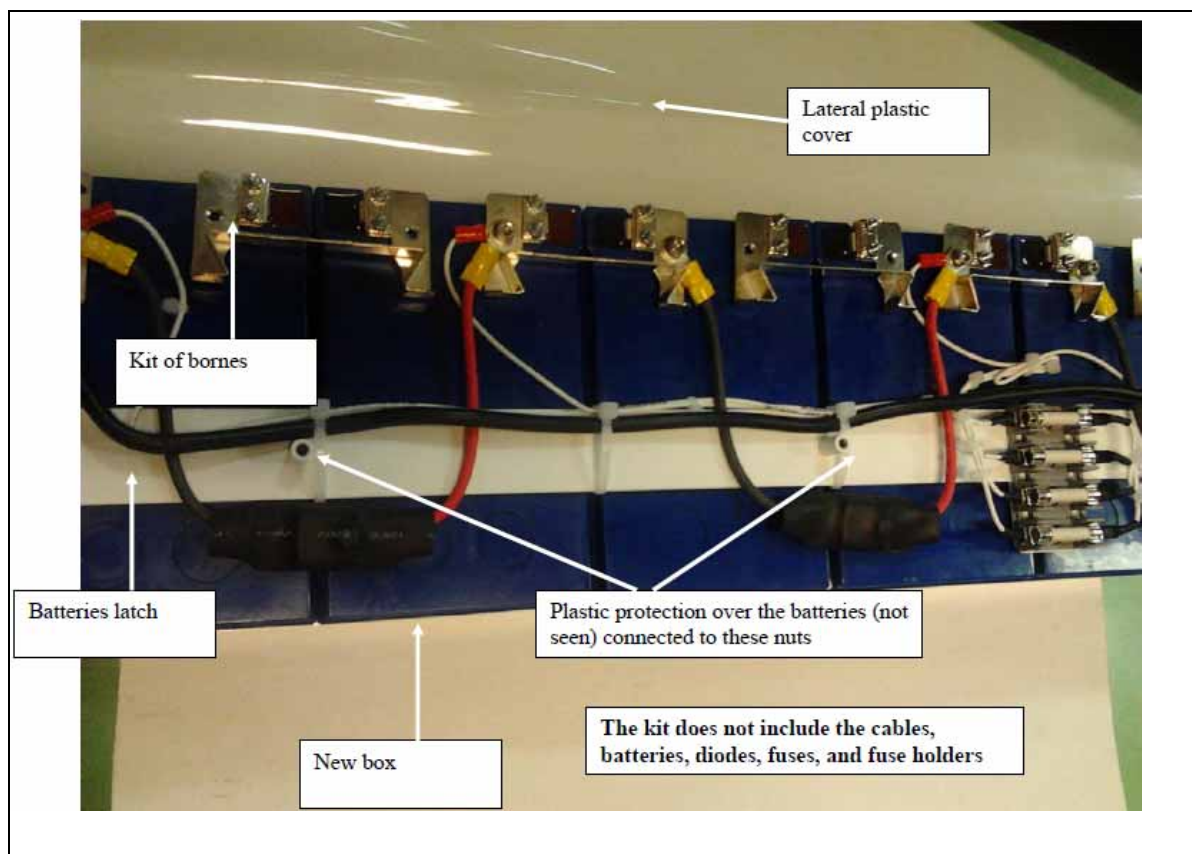 Lateral plastic
cover
Kit of bornes
Batteries latch
Plastic protection over the batteries (not
seen) connected to these nuts
New box
The kit does not include the cables,
batteries, diodes, fuses, and fuse holders